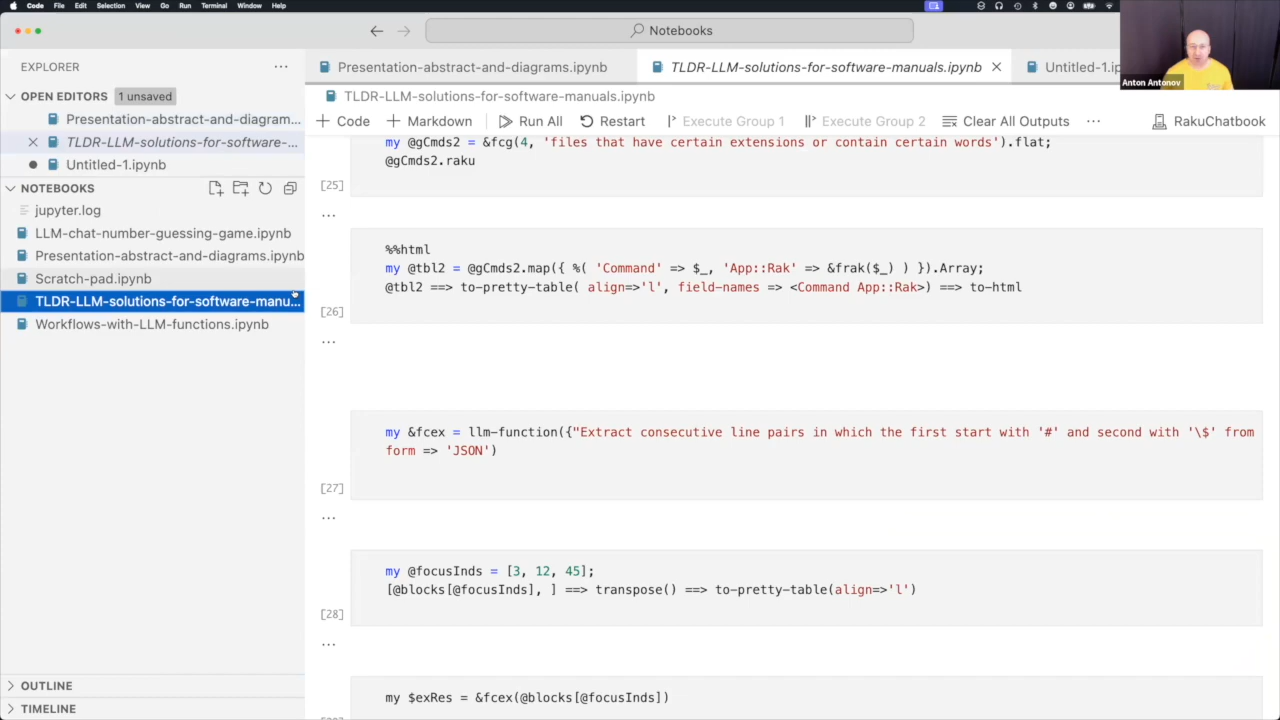 Code File Edit Selection View Go Run Terminal Window Help
Notebooks
Anton Antonov
EXPLORER
OPEN EDITORS 1 unsaved
Presentation-abstract-and-diagram...
TLDR-LLM-solutions-for-software-...
Untitled-1.ipynb
NOTEBOOKS
jupyter.log
LLM-chat-number-guessing-game.ipynb
Presentation-abstract-and-diagrams.ipynb
Scratch-pad.ipynb
TLDR-LLM-solutions-for-software-manu...
Workflows-with-LLM-functions.ipynb
OUTLINE
TIMELINE
Presentation-abstract-and-diagrams.ipynb TLDR-LLM-solutions-for-software-manuals.ipynb Untitled-1.ip
TLDR-LLM-solutions-for-software-manuals.ipynb
+ Code + Markdown Run All Restart Execute Group 1 Execute Group 2 Clear All Outputs ... RakuChatbook
my @gCmds2 = &fcg(4, 'files that have certain extensions or contain certain words').flat;
@gCmds2.raku
[25]
...
%%html
my @tbl2 = @gCmds2.map({ %( 'Command' => $_, 'App::Rak' => &frak($_) ) }).Array;
@tbl2 ==> to-pretty-table( align=>'l', field-names => <Command App::Rak>) ==> to-html
[26]
...
my &fcex = llm-function({"Extract consecutive line pairs in which the first start with '#' and second with '\$' from
form => 'JSON')
[27]
...
my @focusInds = [3, 12, 45];
[@blocks[@focusInds], ] ==> transpose() ==> to-pretty-table(align=>'l')
[28]
...
my $exRes = &fcex(@blocks[@focusInds])